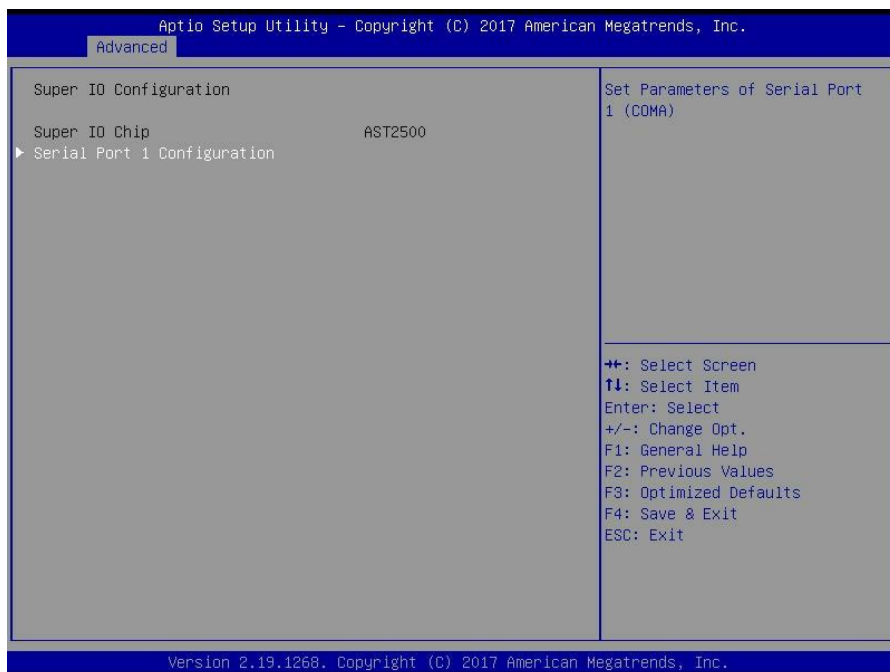 Aptio Setup Utility – Copyright (C) 2017 American Megatrends, Inc.
Advanced
Super IO Configuration
Super IO Chip AST2500
Serial Port 1 Configuration
Set Parameters of Serial Port
1 (COMA)
→←: Select Screen
↑↓: Select Item
Enter: Select
+/-: Change Opt.
F1: General Help
F2: Previous Values
F3: Optimized Defaults
F4: Save & Exit
ESC: Exit
Version 2.19.1268. Copyright (C) 2017 American Megatrends, Inc.